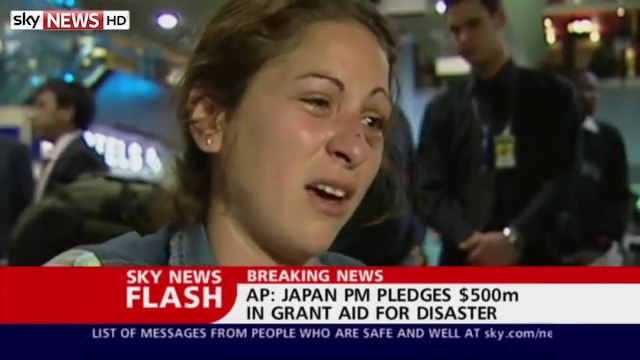 sky NEWS HD
ELS
SKY NEWS
FLASH
BREAKING NEWS
AP: JAPAN PM PLEDGES $500m
IN GRANT AID FOR DISASTER
LIST OF MESSAGES FROM PEOPLE WHO ARE SAFE AND WELL AT sky.com/ne